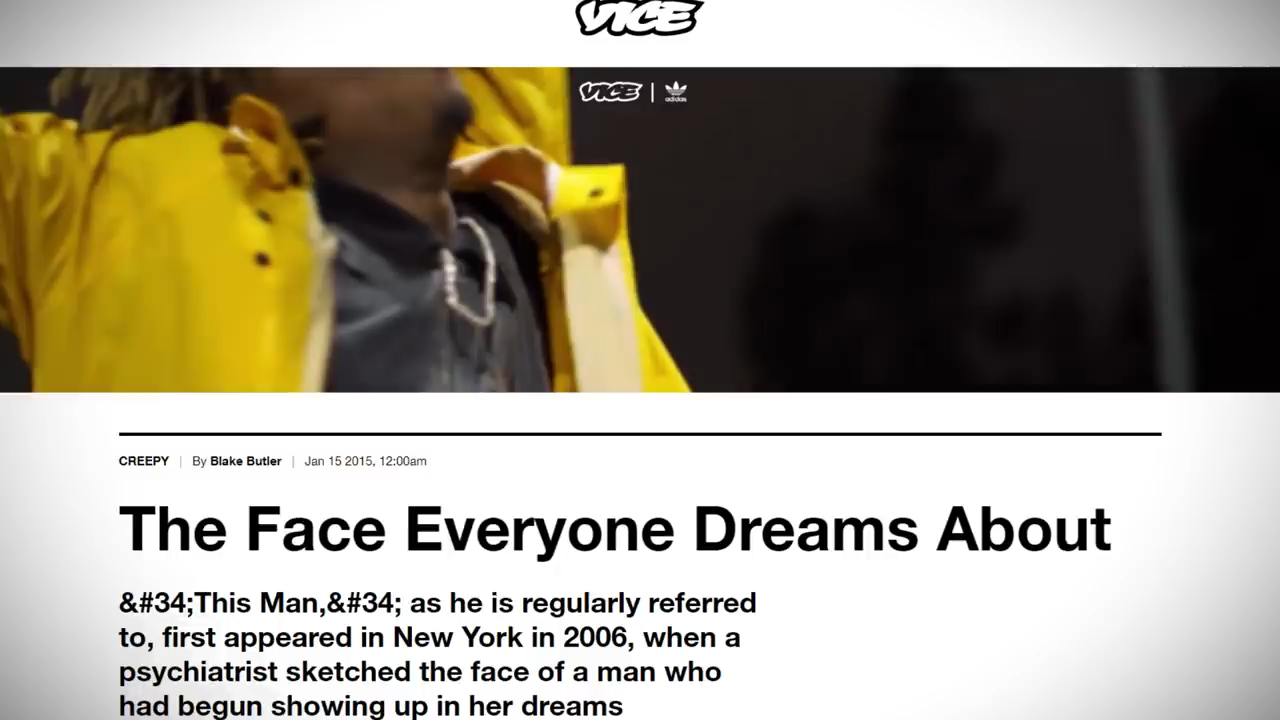 VICE
VICE | adidas
CREEPY | By Blake Butler | Jan 15 2015, 12:00am
The Face Everyone Dreams About
&#34;This Man,&#34; as he is regularly referred
to, first appeared in New York in 2006, when a
psychiatrist sketched the face of a man who
had begun showing up in her dreams